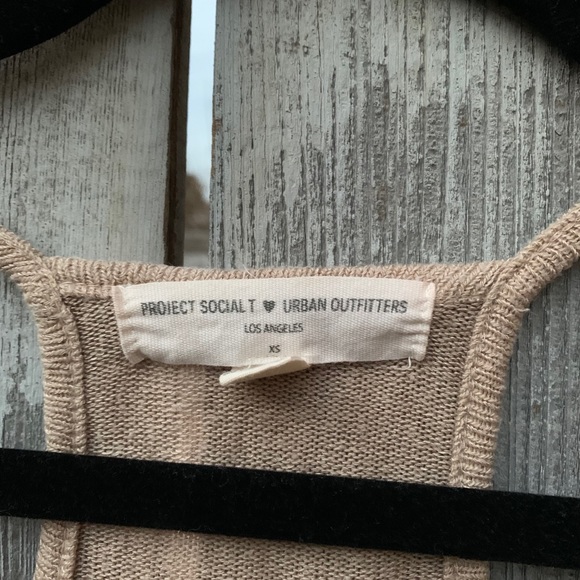 PROJECT SOCIAL T ♥ URBAN OUTFITTERS
LOS ANGELES
XS